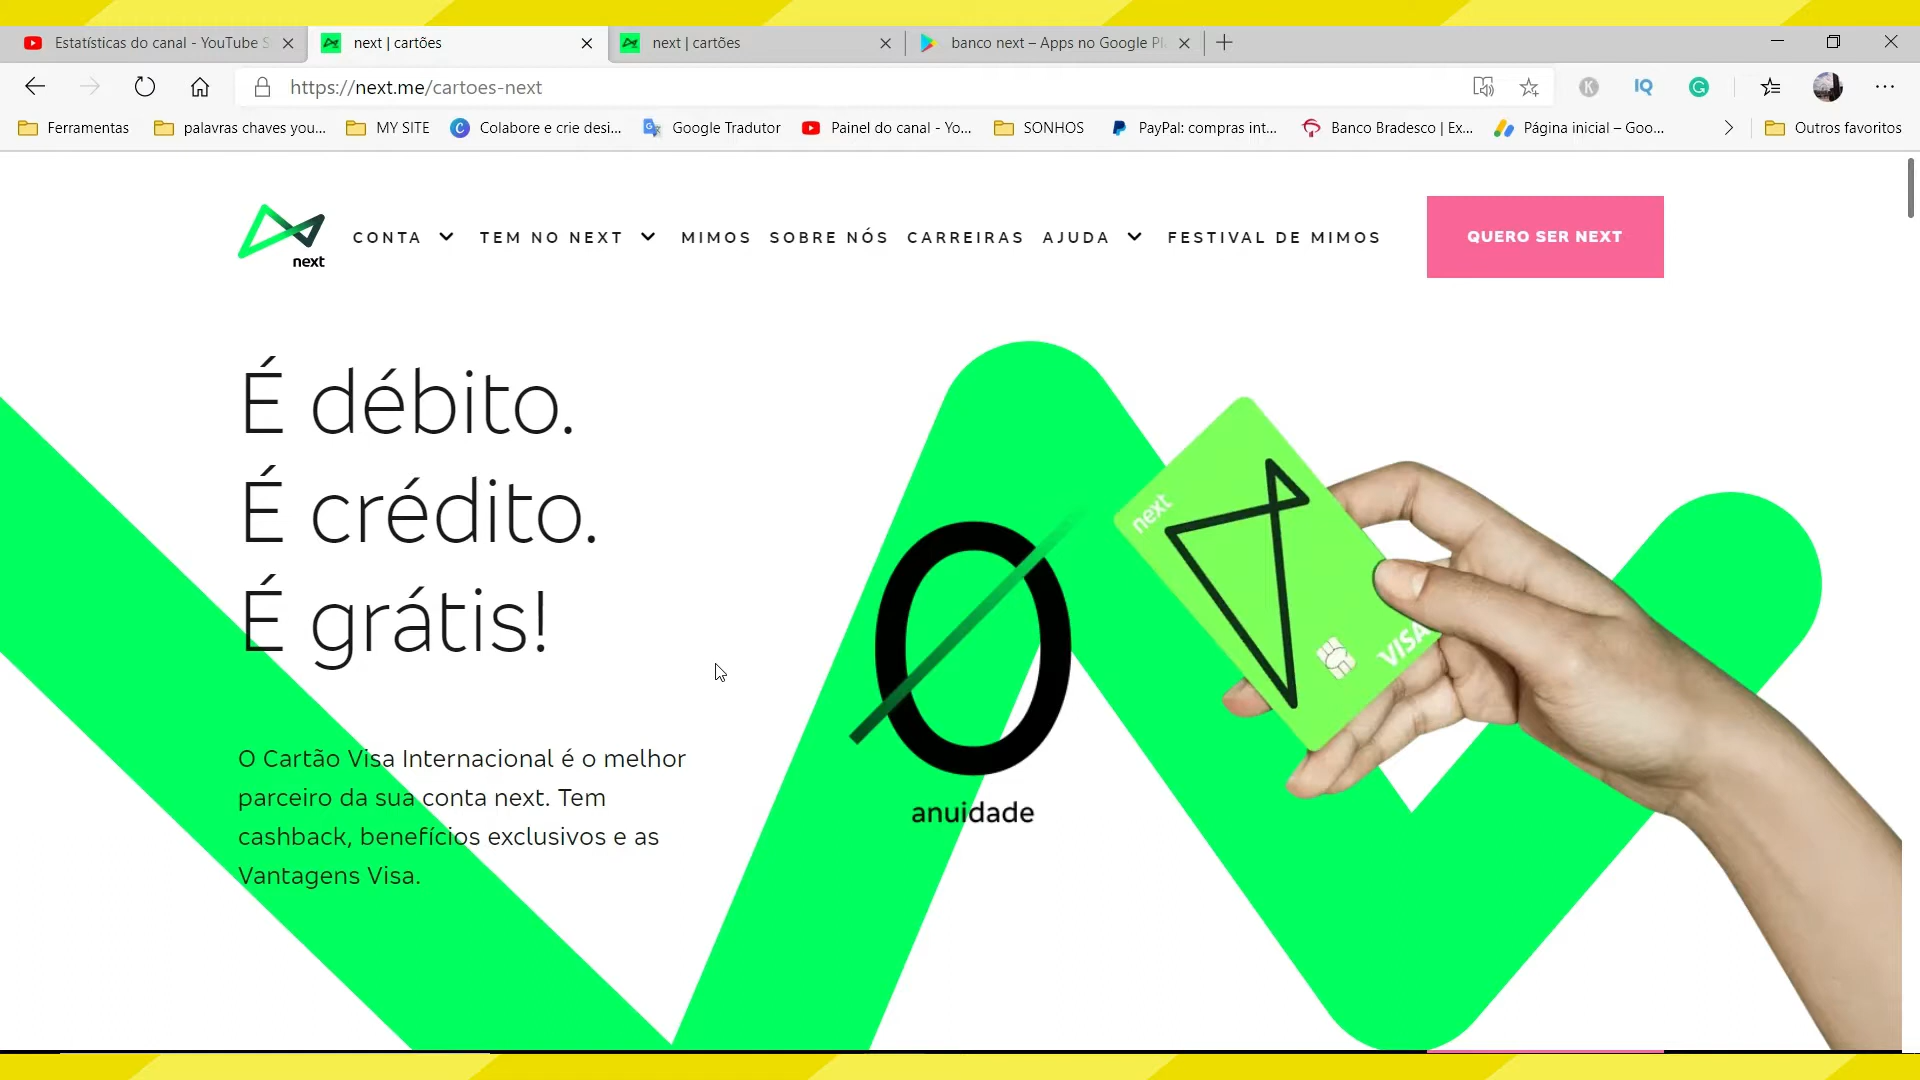 Estatísticas do canal - YouTube S
next | cartões
next | cartões
banco next – Apps no Google Pl
https://next.me/cartoes-next
K
IQ
G
Ferramentas
palavras chaves you...
MY SITE
C
Colabore e crie desi...
Google Tradutor
Painel do canal - Yo...
SONHOS
PayPal: compras int...
Banco Bradesco | Ex...
Página inicial – Goo...
Outros favoritos
next
CONTA
TEM NO NEXT
MIMOS
SOBRE NÓS
CARREIRAS
AJUDA
FESTIVAL DE MIMOS
QUERO SER NEXT
É débito.
É crédito.
É grátis!
O Cartão Visa Internacional é o melhor
parceiro da sua conta next. Tem
cashback, benefícios exclusivos e as
Vantagens Visa.
0
anuidade
next
VISA